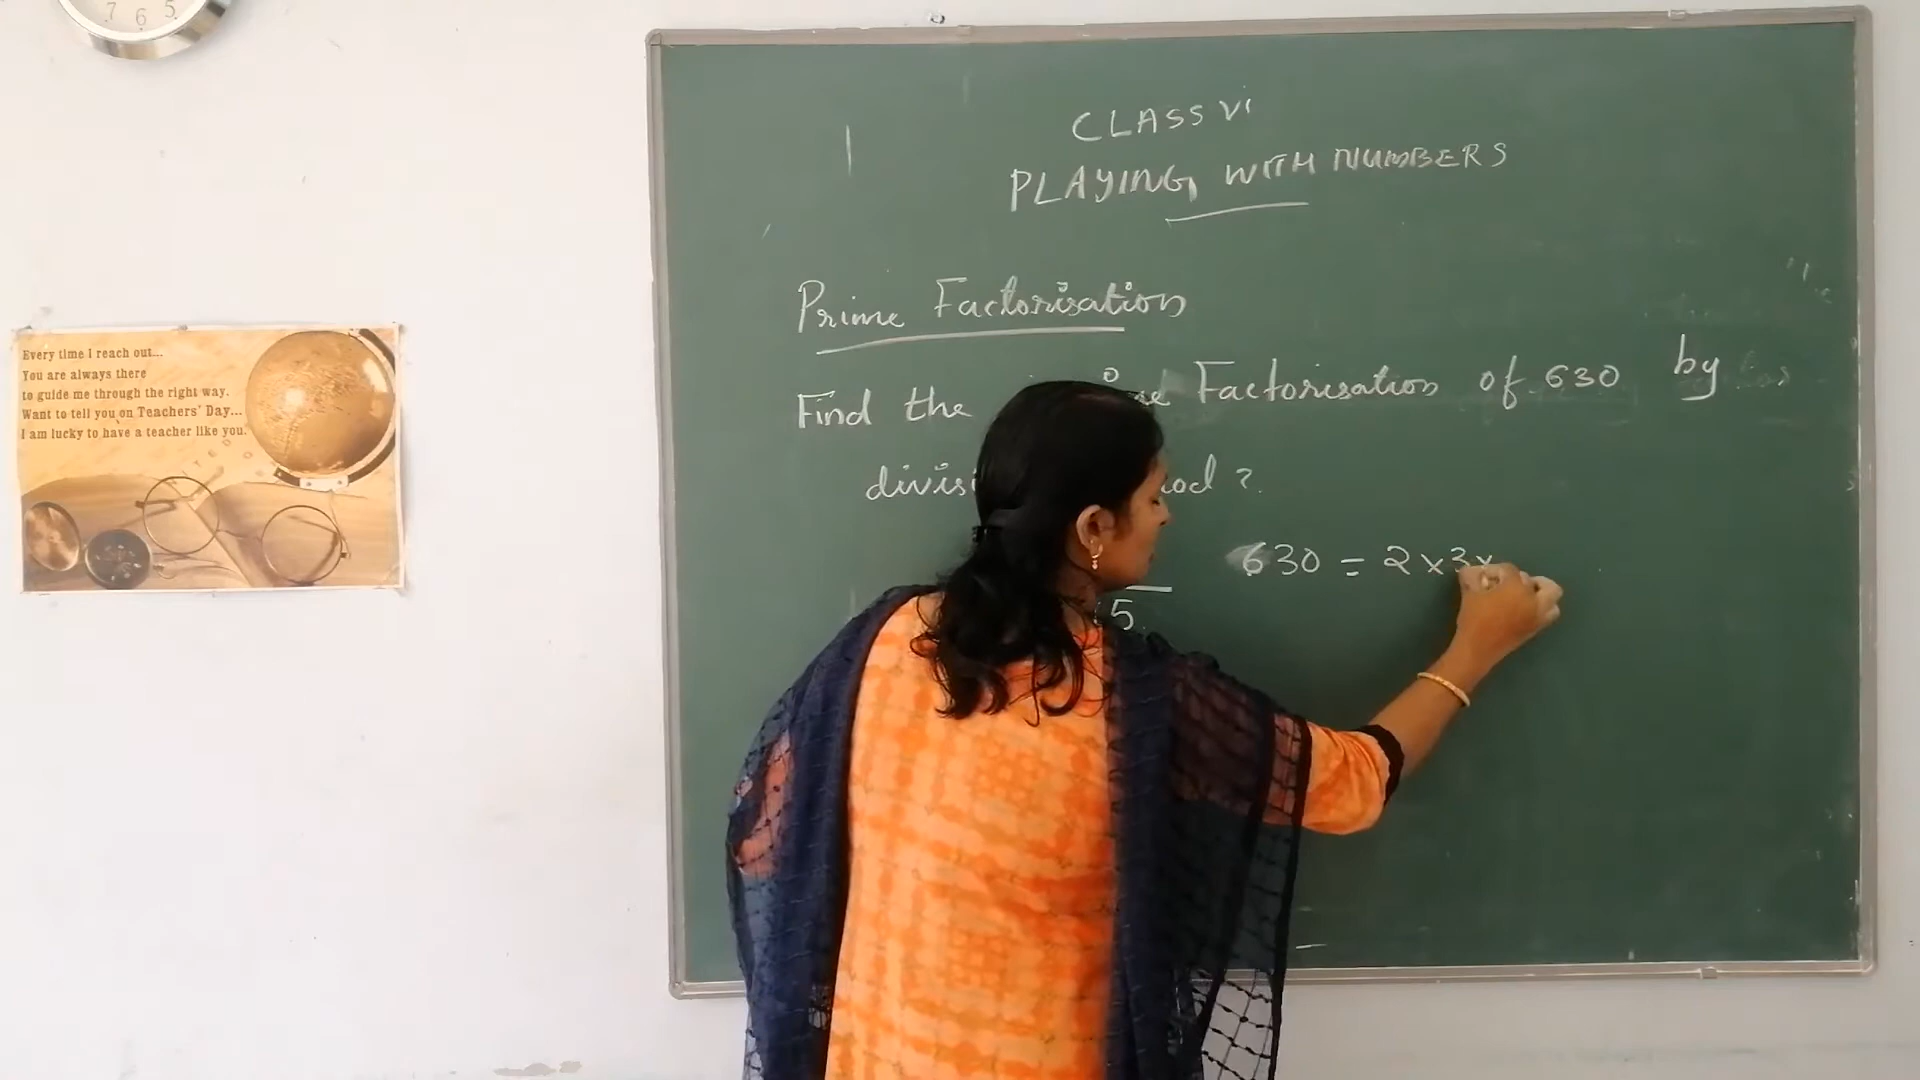 7 6 5
CLASS VI
PLAYING WITH NUMBERS
Prime Factorisation
Find the Factorisation of 630 by
? 
630 = 2 x 3 x
5
Every time I reach out...
You are always there
to guide me through the right way.
Want to tell you on Teachers' Day...
I am lucky to have a teacher like you.